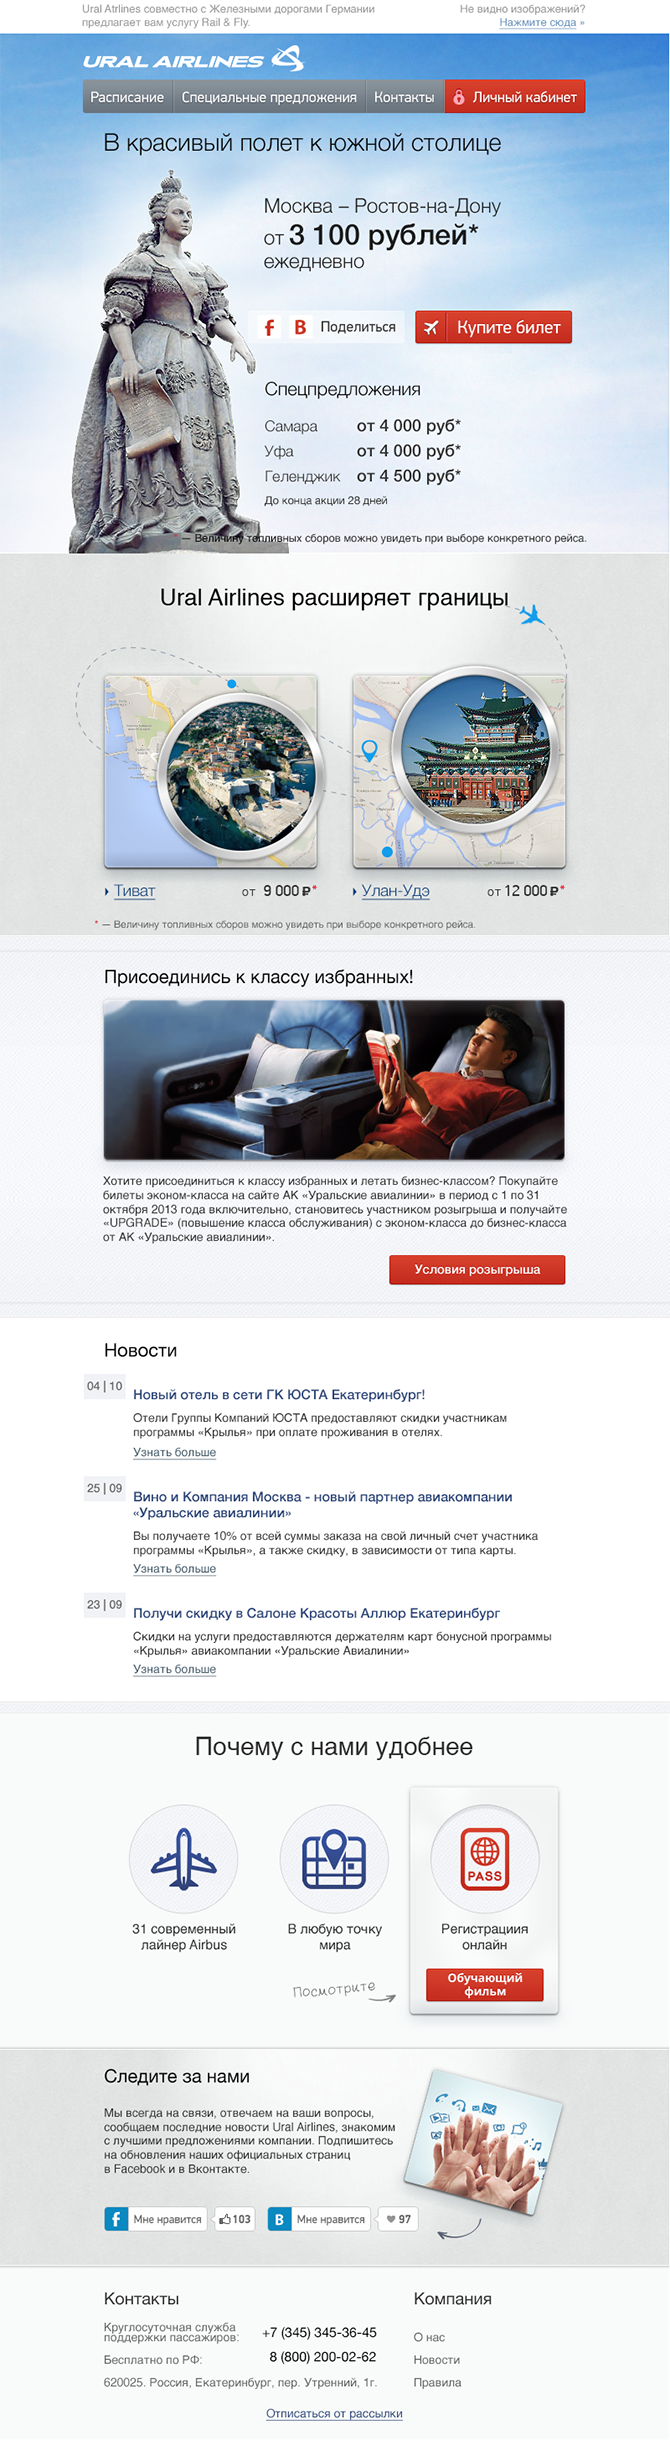 Ural Atrlines совместно с Железными дорогами Германии
предлагает вам услугу Rail & Fly.
Не видно изображений?
Нажмите сюда »
URAL AIRLINES
Расписание Специальные предложения Контакты Личный кабинет
В красивый полет к южной столице
Москва – Ростов-на-Дону
от 3 100 рублей*
ежедневно
f В Поделиться Купите билет
Спецпредложения
Самара от 4 000 руб*
Уфа от 4 000 руб*
Геленджик от 4 500 руб*
До конца акции 28 дней
* — Величину топливных сборов можно увидеть при выборе конкретного рейса.
Ural Airlines расширяет границы
Тиват от 9 000 ₽*
Улан-Удэ от 12 000 ₽*
* — Величину топливных сборов можно увидеть при выборе конкретного рейса.
Присоединись к классу избранных!
Хотите присоединиться к классу избранных и летать бизнес-классом? Покупайте
билеты эконом-класса на сайте АК «Уральские авиалинии» в период с 1 по 31
октября 2013 года включительно, становитесь участником розыгрыша и получайте
«UPGRADE» (повышение класса обслуживания) с эконом-класса до бизнес-класса
от АК «Уральские авиалинии».
Условия розыгрыша
Новости
04 | 10
Новый отель в сети ГК ЮСТА Екатеринбург!
Отели Группы Компаний ЮСТА предоставляют скидки участникам
программы «Крылья» при оплате проживания в отелях.
Узнать больше
25 | 09
Вино и Компания Москва - новый партнер авиакомпании
«Уральские авиалинии»
Вы получаете 10% от всей суммы заказа на свой личный счет участника
программы «Крылья», а также скидку, в зависимости от типа карты.
Узнать больше
23 | 09
Получи скидку в Салоне Красоты Аллюр Екатеринбург
Скидки на услуги предоставляются держателям карт бонусной программы
«Крылья» авиакомпании «Уральские Авиалинии»
Узнать больше
Почему с нами удобнее
31 современный
лайнер Airbus
В любую точку
мира
PASS
Регистрациия
онлайн
Посмотрите
Обучающий
фильм
Следите за нами
Мы всегда на связи, отвечаем на ваши вопросы,
сообщаем последние новости Ural Airlines, знакомим
с лучшими предложениями компании. Подпишитесь
на обновления наших официальных страниц
в Facebook и в Вконтакте.
f Мне нравится 103 В Мне нравится 97
Контакты
Круглосуточная служба
поддержки пассажиров: +7 (345) 345-36-45
Бесплатно по РФ: 8 (800) 200-02-62
620025. Россия, Екатеринбург, пер. Утренний, 1г.
Компания
О нас
Новости
Правила
Отписаться от рассылки